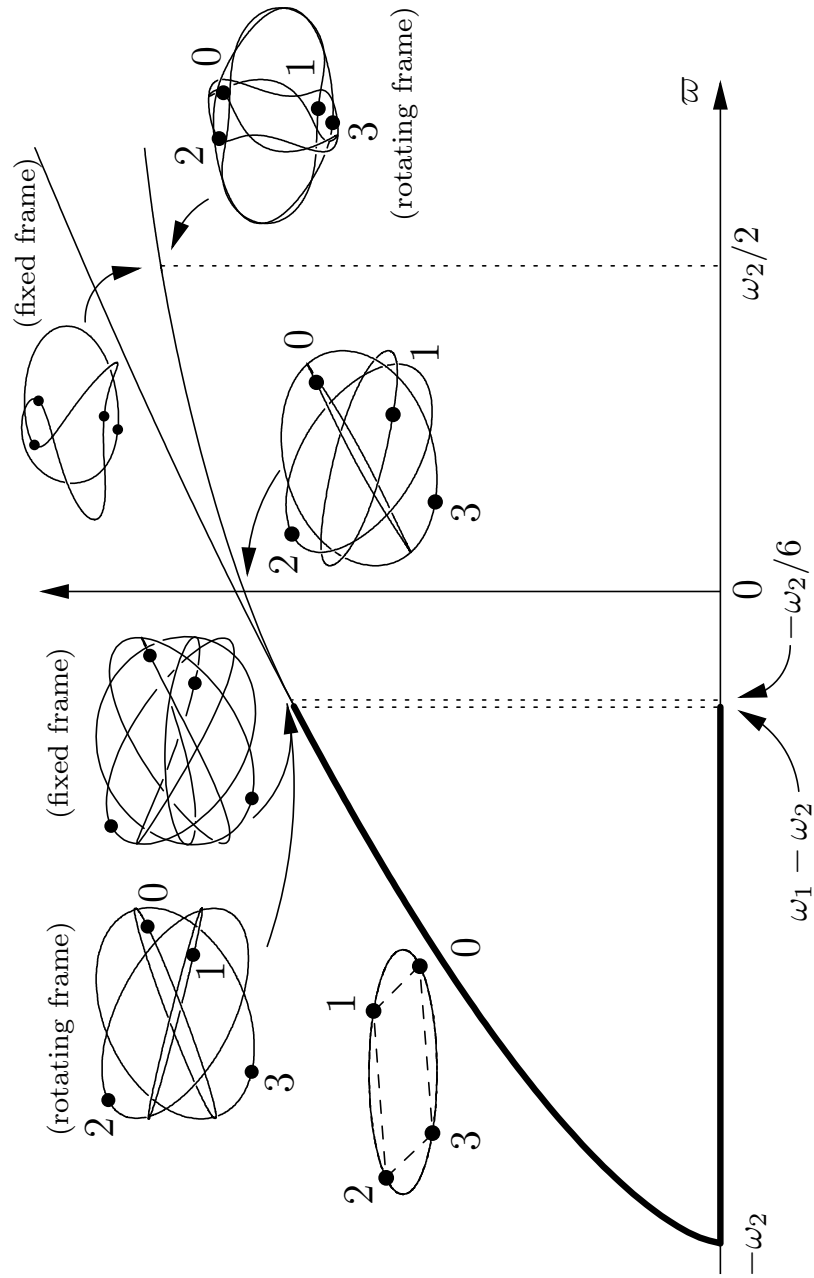 (rotating frame)
2
0
1
3
(fixed frame)
(fixed frame)
2
0
1
3
(rotating frame)
2
0
1
3
1
2
0
3
ϖ
−ω₂
0
ω₂/2
−ω₂/6
ω₁ − ω₂